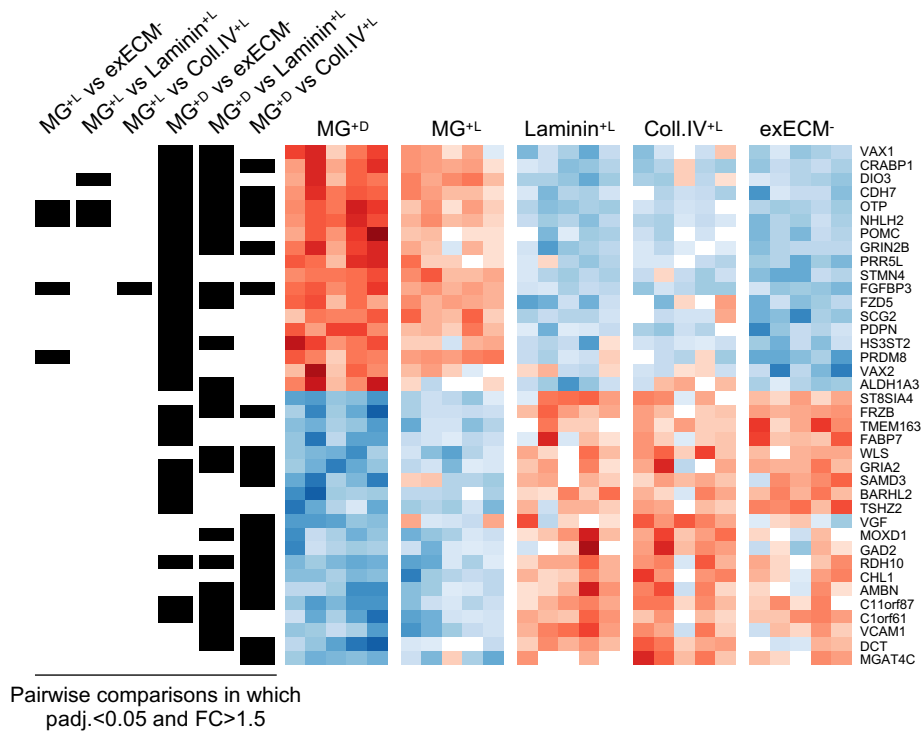 MG+L vs exECM-
MG+L vs Laminin+L
MG+L vs Coll.IV+L
MG+D vs exECM-
MG+D vs Laminin+L
MG+D vs Coll.IV+L
MG+D MG+L Laminin+L Coll.IV+L exECM-
VAX1
CRABP1
DIO3
CDH7
OTP
NHLH2
POMC
GRIN2B
PRR5L
STMN4
FGFBP3
FZD5
SCG2
PDPN
HS3ST2
PRDM8
VAX2
ALDH1A3
ST8SIA4
FRZB
TMEM163
FABP7
WLS
GRIA2
SAMD3
BARHL2
TSHZ2
VGF
MOXD1
GAD2
RDH10
CHL1
AMBN
C11orf87
C1orf61
VCAM1
DCT
MGAT4C
Pairwise comparisons in which
padj.<0.05 and FC>1.5